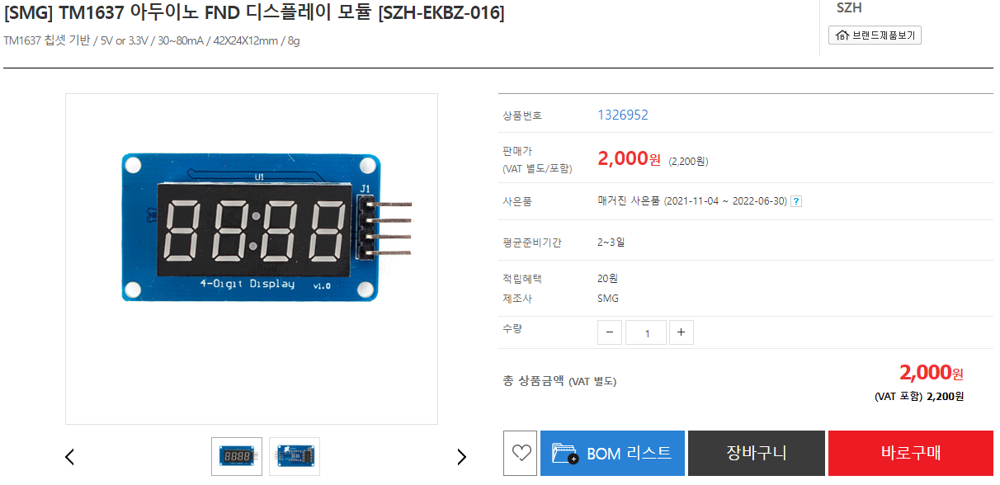 [SMG] TM1637 아두이노 FND 디스플레이 모듈 [SZH-EKBZ-016]
TM1637 칩셋 기반 / 5V or 3.3V / 30~80mA / 42X24X12mm / 8g
SZH
브랜드제품보기
U1
J1
4-Digit Display v1.0
상품번호 1326952
판매가
(VAT 별도/포함) 2,000원 (2,200원)
사은품 매거진 사은품 (2021-11-04 ~ 2022-06-30) ?
평균준비기간 2~3일
적립혜택 20원
제조사 SMG
수량 - 1 +
총 상품금액 (VAT 별도) 2,000원
(VAT 포함) 2,200원
BOM 리스트 장바구니 바로구매